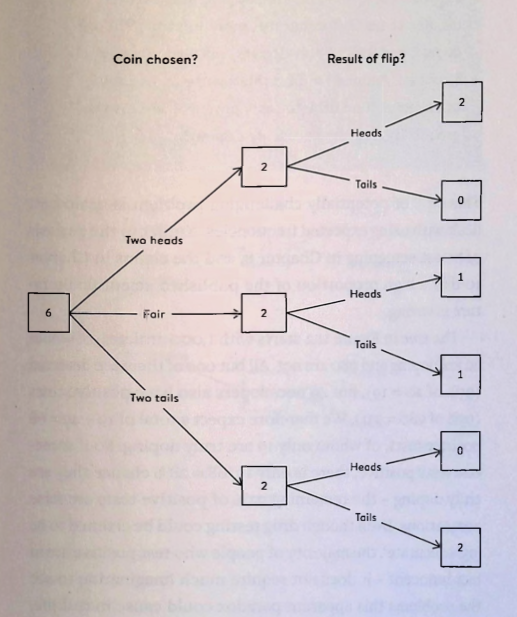 Coin chosen?
Result of flip?
2
Heads
2
Tails
0
Two heads
1
Heads
6
Fair
2
Tails
1
Two tails
0
Heads
2
Tails
2